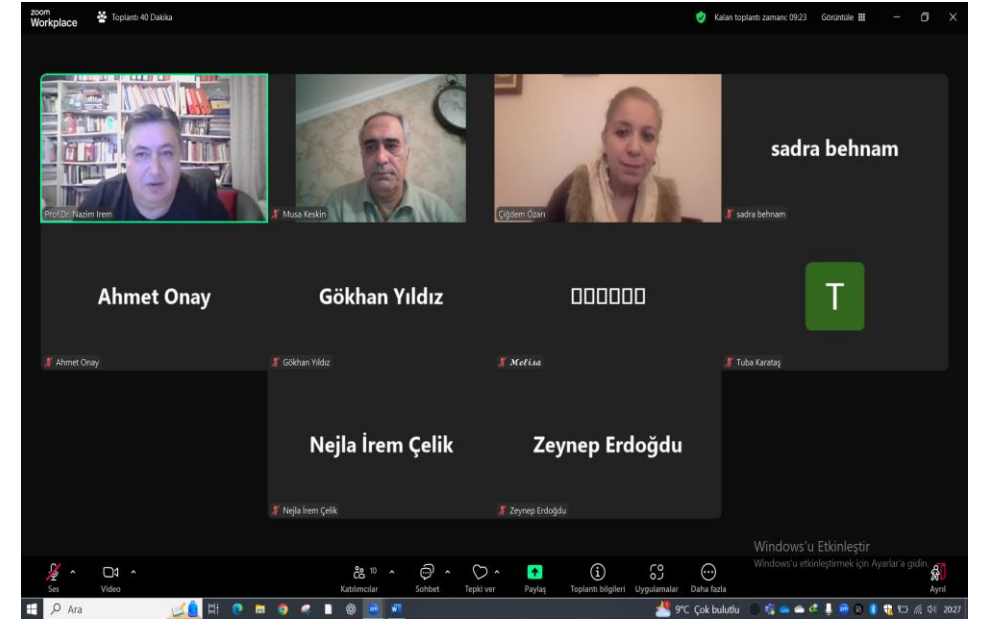 zoom
Workplace
Toplantı 40 Dakika
Kalan toplantı zamanı: 09:23
Görüntüle
Prof.Dr. Nazim Irem
Musa Keskin
Çiğdem Özarı
sadra behnam
sadra behnam
Ahmet Onay
Ahmet Onay
Gökhan Yıldız
Gökhan Yıldız
𝑴𝒆𝒍𝒊𝒔𝒂
T
Tuba Karataş
Nejla İrem Çelik
Nejla İrem Çelik
Zeynep Erdoğdu
Zeynep Erdoğdu
Windows'u Etkinleştir
Windows'u etkinleştirmek için Ayarlar'a gidin.
Ses
Video
10
Katılımcılar
Sohbet
Tepki ver
Paylaş
Toplantı bilgileri
Uygulamalar
Daha fazla
Ayrıl
Ara
9°C Çok bulutlu
2027